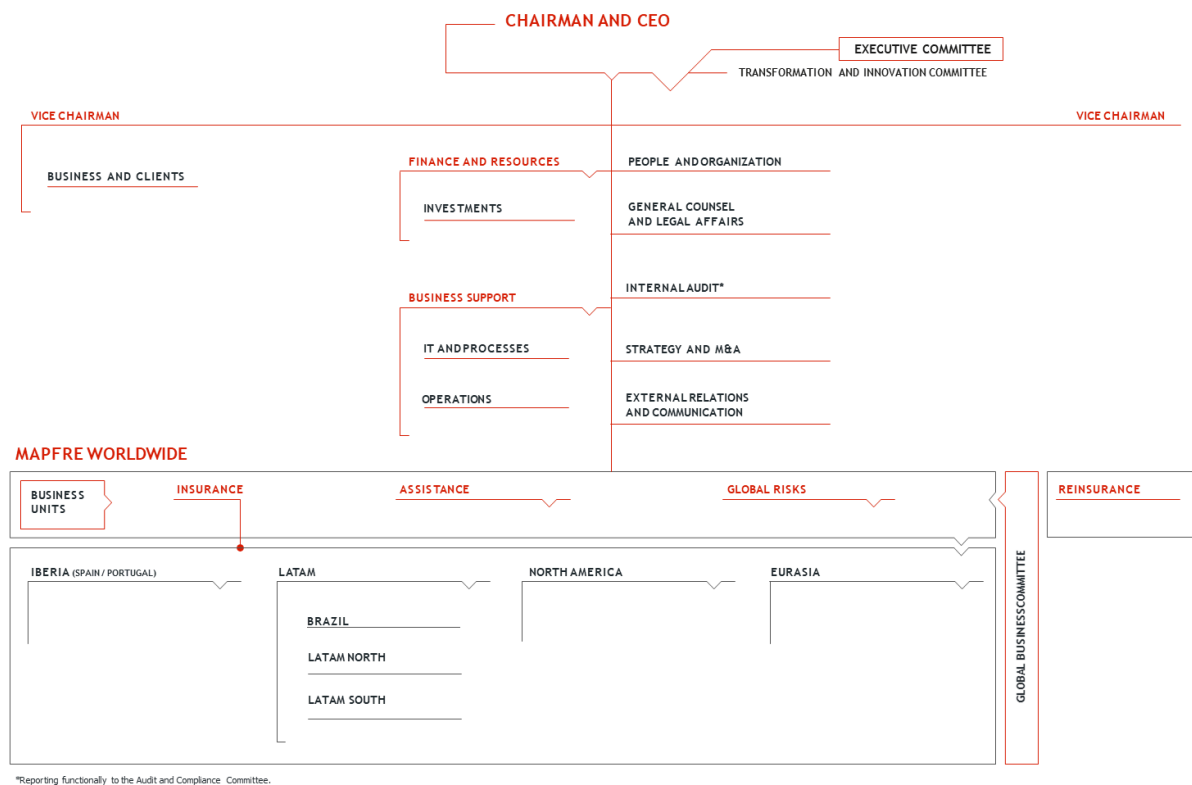 CHAIRMAN AND CEO
EXECUTIVE COMMITTEE
TRANSFORMATION AND INNOVATION COMMITTEE
VICE CHAIRMAN
VICE CHAIRMAN
BUSINESS AND CLIENTS
FINANCE AND RESOURCES
PEOPLE AND ORGANIZATION
INVESTMENTS
GENERAL COUNSEL
AND LEGAL AFFAIRS
INTERNAL AUDIT*
BUSINESS SUPPORT
IT AND PROCESSES
STRATEGY AND M&A
OPERATIONS
EXTERNAL RELATIONS
AND COMMUNICATION
MAPFRE WORLDWIDE
BUSINESS
UNITS
INSURANCE
ASSISTANCE
GLOBAL RISKS
REINSURANCE
GLOBAL BUSINESS COMMITTEE
IBERIA (SPAIN / PORTUGAL)
LATAM
NORTH AMERICA
EURASIA
BRAZIL
LATAM NORTH
LATAM SOUTH
*Reporting functionally to the Audit and Compliance Committee.